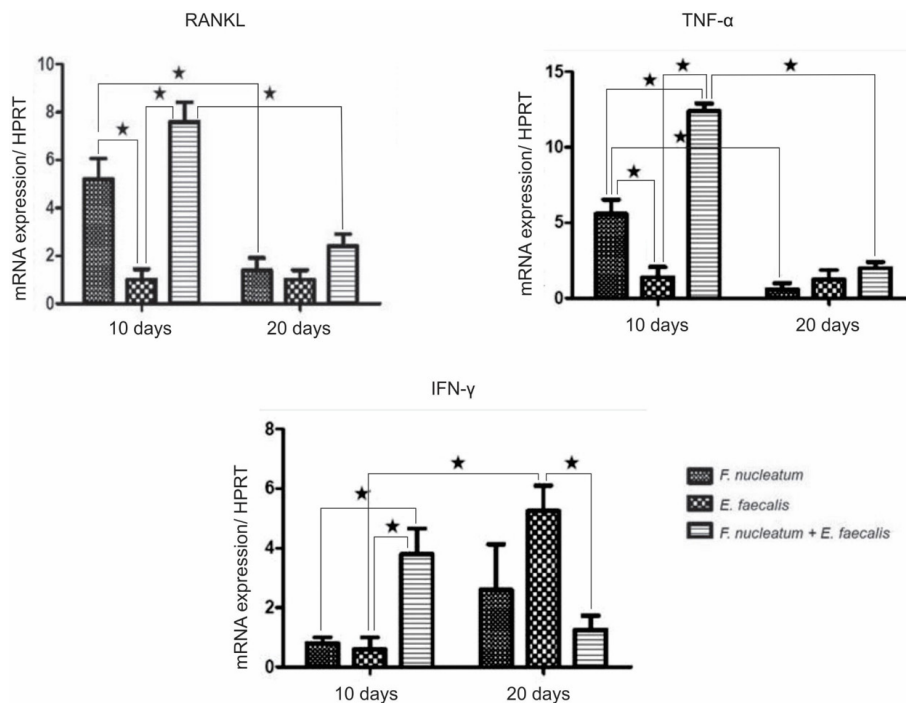 RANKL
mRNA expression/ HPRT
10
8
6
4
2
0
10 days
20 days
TNF-α
mRNA expression/ HPRT
15
10
5
0
10 days
20 days
IFN-γ
mRNA expression/ HPRT
8
6
4
2
0
10 days
20 days
F. nucleatum
E. faecalis
F. nucleatum + E. faecalis